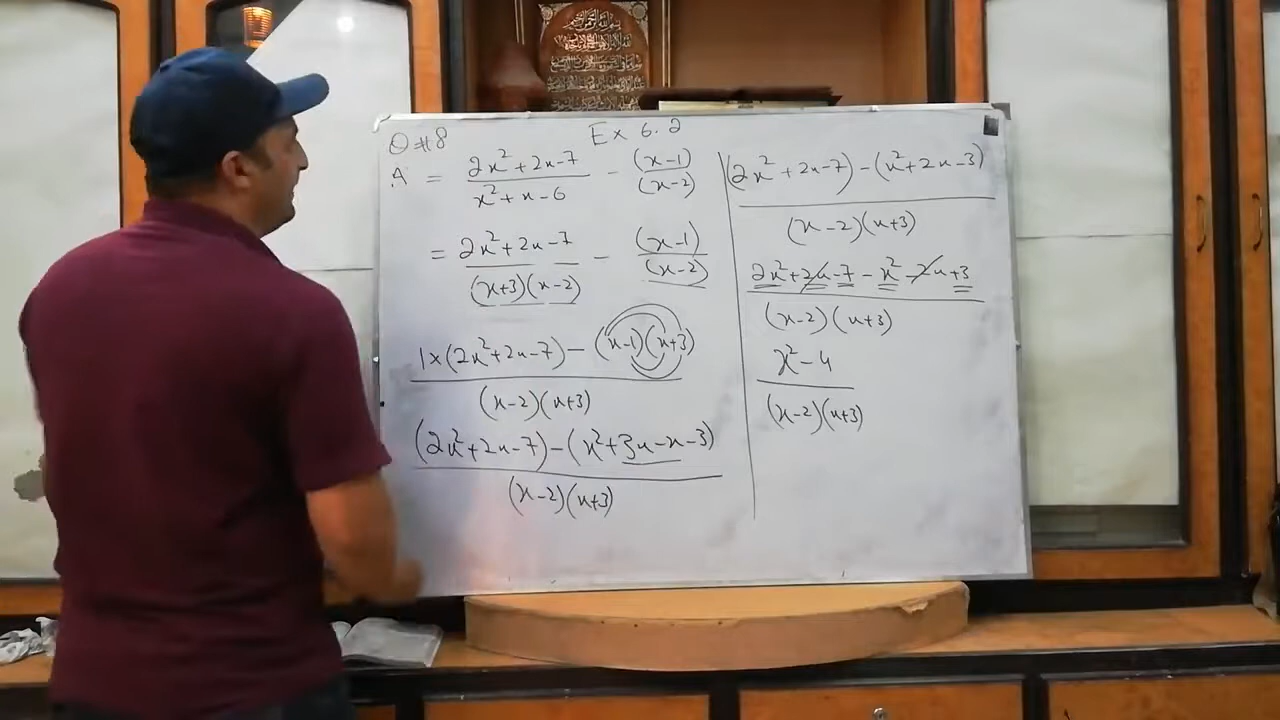 Q#8
Ex 6.2
A = (2x²+2x-7)/(x²+x-6) - (x-1)/(x-2)
= (2x²+2x-7)/((x+3)(x-2)) - (x-1)/(x-2)
1×(2x²+2x-7)-(x-1)(x+3)
(x-2)(x+3)
(2x²+2x-7)-(x²+3x-x-3)
(x-2)(x+3)
(2x²+2x-7)-(x²+2x-3)
(x-2)(x+3)
2x²+2x-7-x²-2x+3
(x-2)(x+3)
x²-4
(x-2)(x+3)